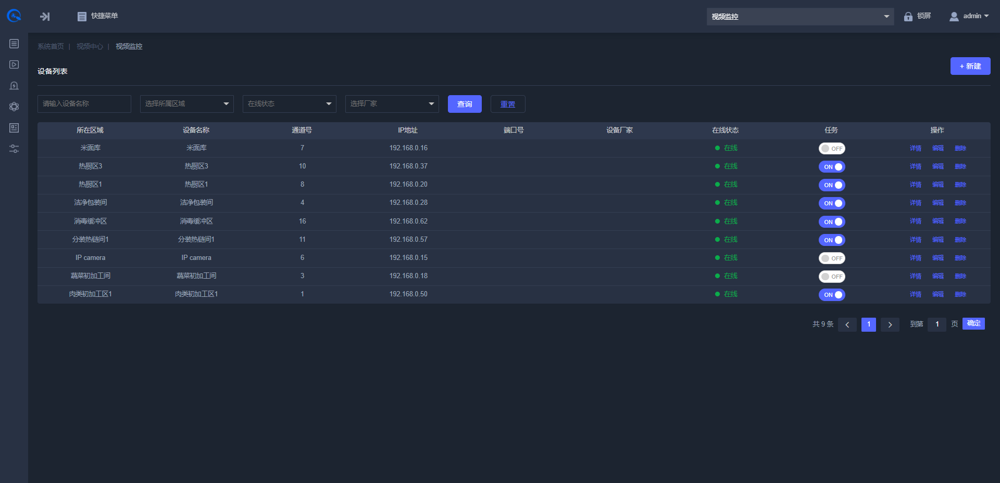 快捷菜单 视频监控 锁屏 admin
系统首页 | 视频中心 | 视频监控
设备列表 + 新建
请输入设备名称 选择所属区域 在线状态 选择厂家 查询 重置
所在区域 设备名称 通道号 IP地址 端口号 设备厂家 在线状态 任务 操作
米面库 米面库 7 192.168.0.16 在线 OFF 详情 编辑 删除
热厨区3 热厨区3 10 192.168.0.37 在线 ON 详情 编辑 删除
热厨区1 热厨区1 8 192.168.0.20 在线 ON 详情 编辑 删除
洁净包装间 洁净包装间 4 192.168.0.28 在线 ON 详情 编辑 删除
消毒缓冲区 消毒缓冲区 16 192.168.0.62 在线 ON 详情 编辑 删除
分装热链间1 分装热链间1 11 192.168.0.57 在线 ON 详情 编辑 删除
IP camera IP camera 6 192.168.0.15 在线 OFF 详情 编辑 删除
蔬菜初加工间 蔬菜初加工间 3 192.168.0.18 在线 OFF 详情 编辑 删除
肉类初加工区1 肉类初加工区1 1 192.168.0.50 在线 ON 详情 编辑 删除
共 9 条 1 到第 1 页 确定